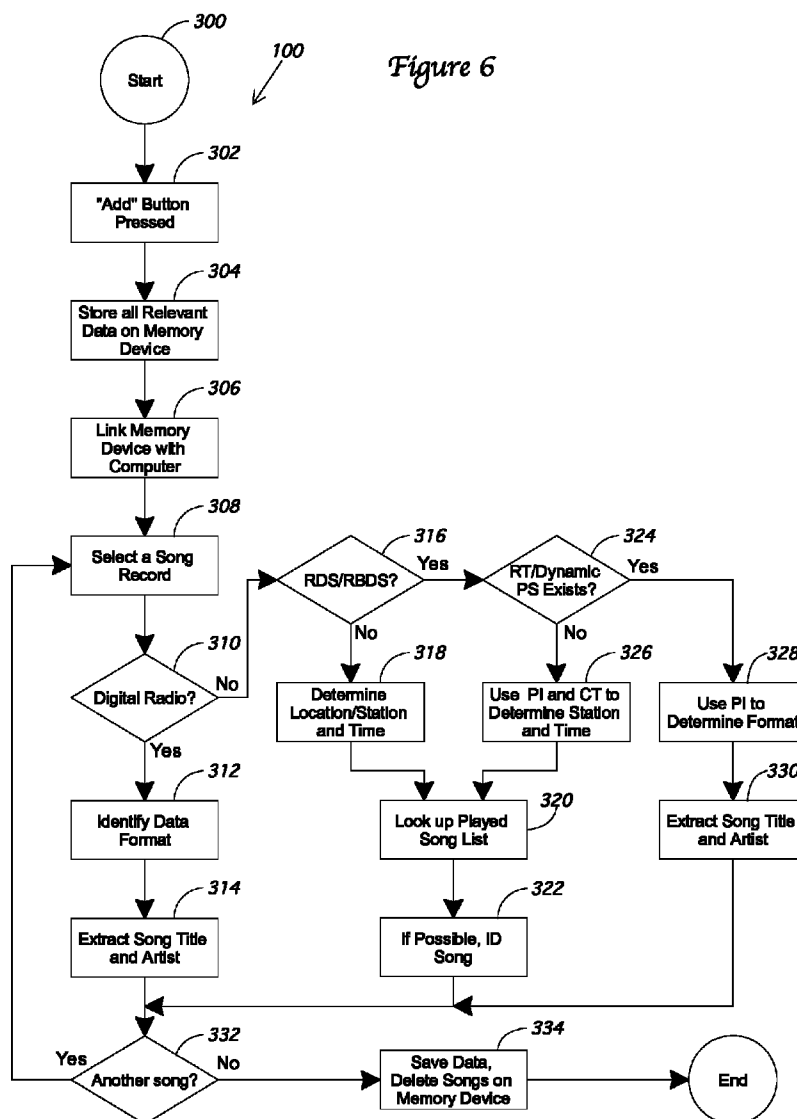 300
Start
100
Figure 6
302
"Add" Button
Pressed
304
Store all Relevant
Data on Memory
Device
306
Link Memory
Device with
Computer
308
Select a Song
Record
310
Digital Radio?
No
Yes
316
RDS/RBDS?
Yes
No
324
RT/Dynamic
PS Exists?
Yes
No
318
Determine
Location/Station
and Time
326
Use PI and CT to
Determine Station
and Time
328
Use PI to
Determine Format
312
Identify Data
Format
320
Look up Played
Song List
330
Extract Song Title
and Artist
314
Extract Song Title
and Artist
322
If Possible, ID
Song
332
Another song?
Yes
No
334
Save Data,
Delete Songs on
Memory Device
End